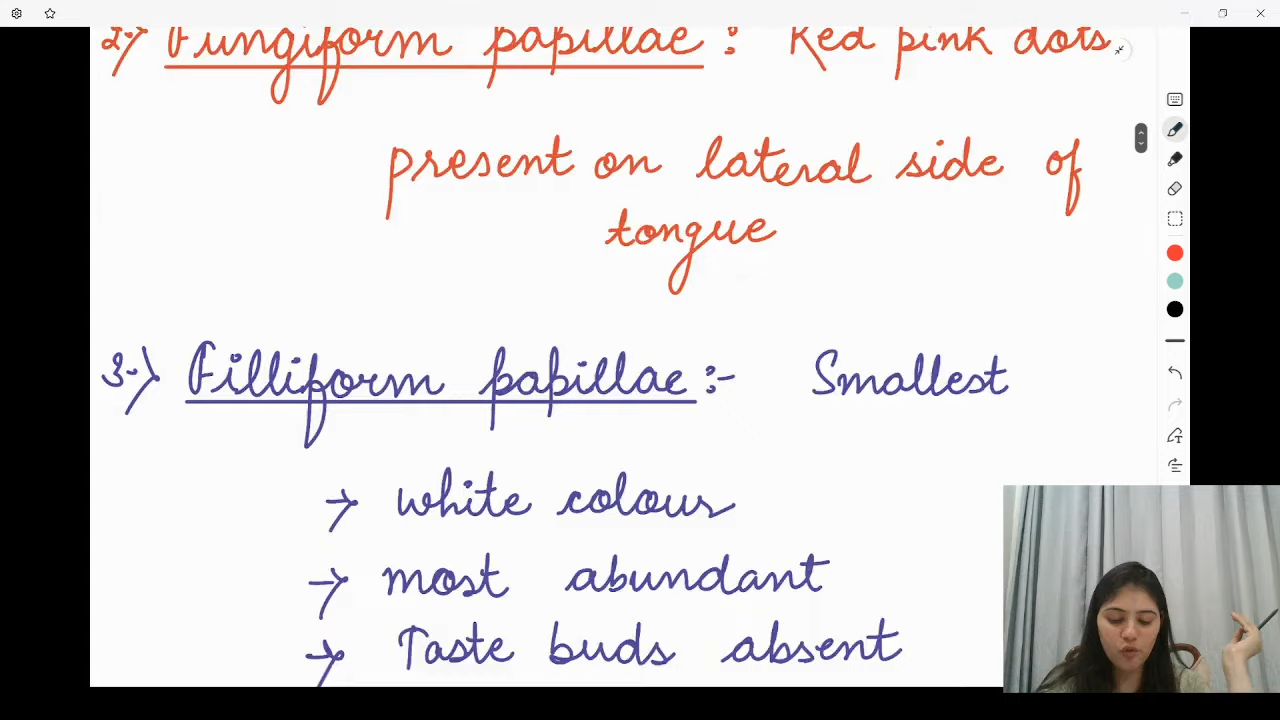 2.) Fungiform papillae : Red pink dots
present on lateral side of
tongue
3.) Filliform papillae :- Smallest
→ white colour
→ most abundant
→ Taste buds absent